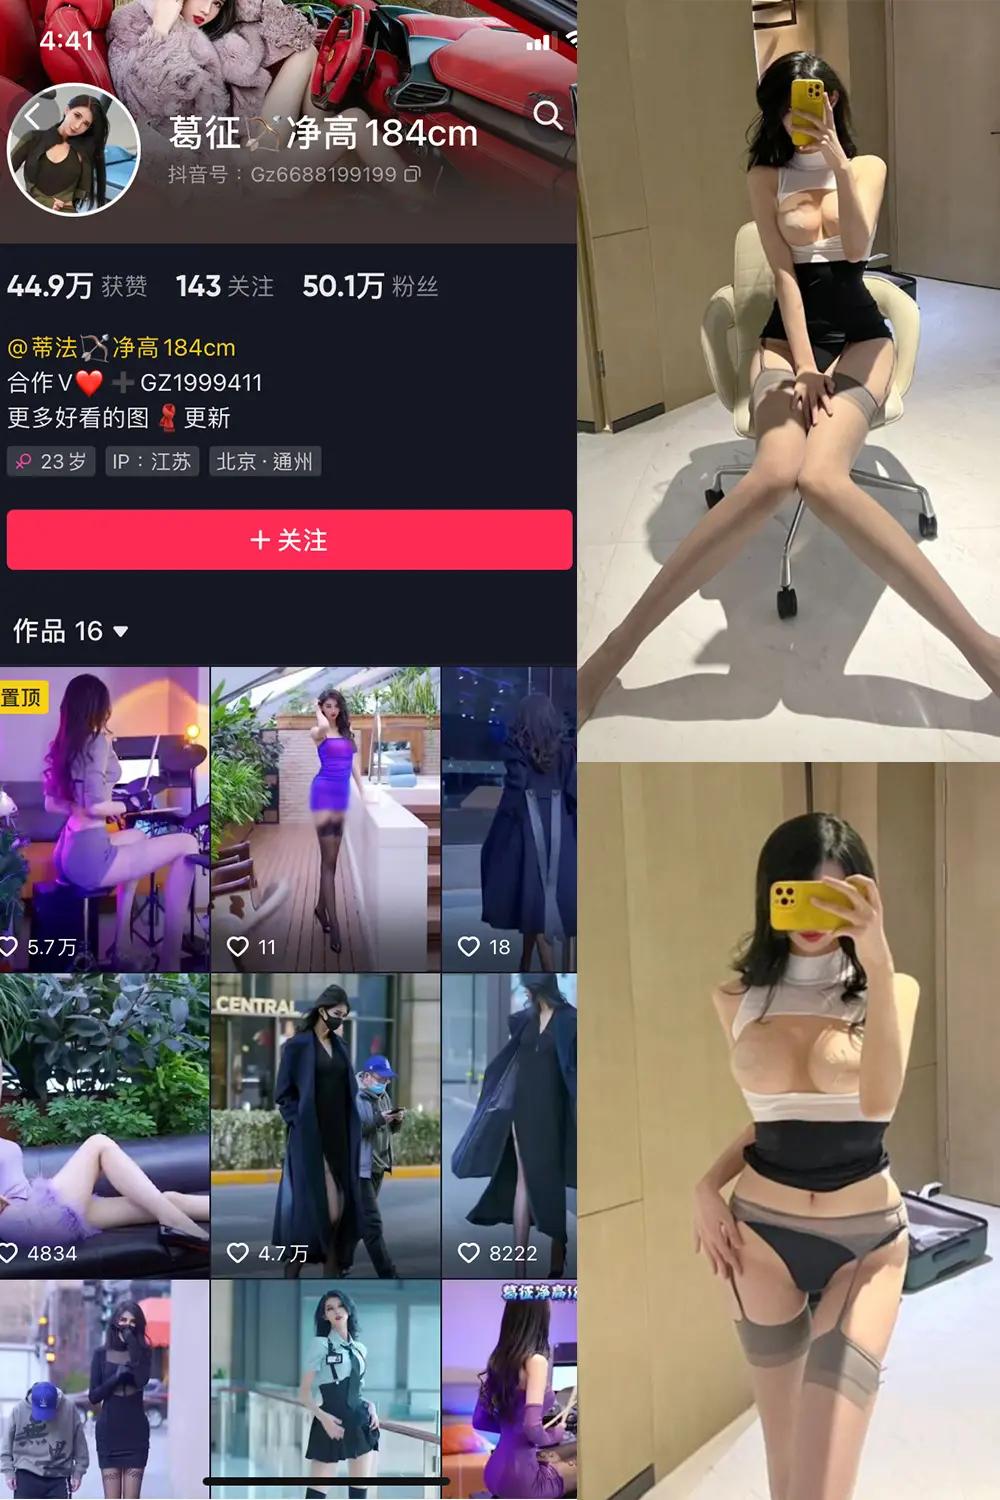 4:41
葛征🏹净高184cm
抖音号：Gz6688199199
44.9万 获赞 143 关注 50.1万 粉丝
@蒂法🏹净高184cm
合作V❤️➕GZ1999411
更多好看的图🧣更新
23岁 IP：江苏 北京·通州
+ 关注
作品 16
置顶
5.7万
11
18
CENTRAL
4834
4.7万
8222
葛征净高